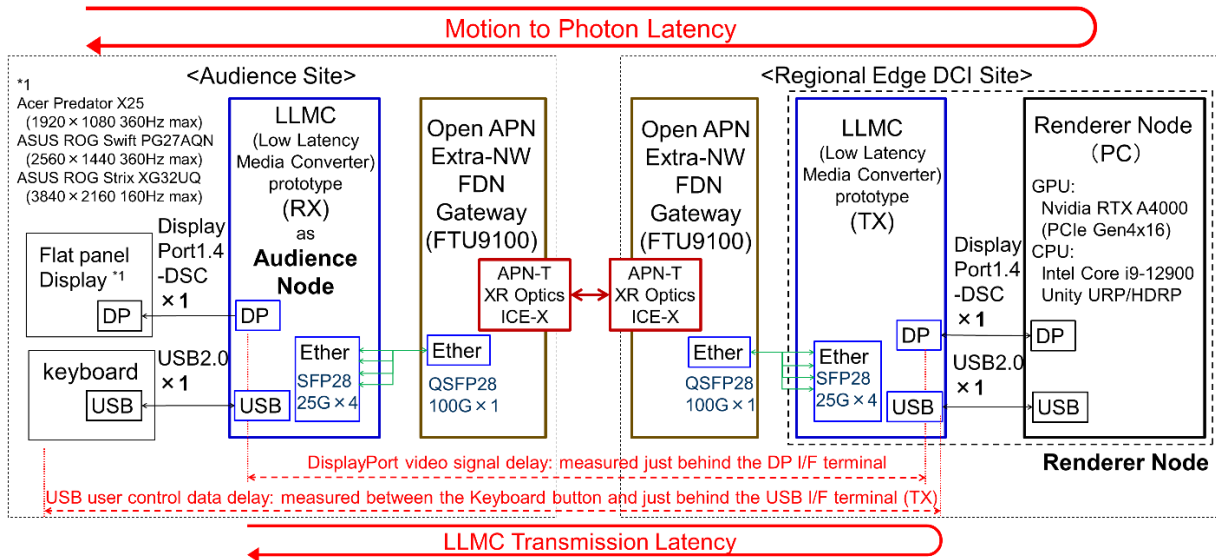 Motion to Photon Latency
<Audience Site>
*1
Acer Predator X25
(1920×1080 360Hz max)
ASUS ROG Swift PG27AQN
(2560×1440 360Hz max)
ASUS ROG Strix XG32UQ
(3840×2160 160Hz max)
Flat panel
Display *1
DP
keyboard
USB
Display
Port1.4
-DSC
×1
USB2.0
×1
LLMC
(Low Latency
Media Converter)
prototype
(RX)
as
Audience
Node
DP
Ether
SFP28
25G×4
USB
Open APN
Extra-NW
FDN
Gateway
(FTU9100)
APN-T
XR Optics
ICE-X
Ether
QSFP28
100G×1
<Regional Edge DCI Site>
Open APN
Extra-NW
FDN
Gateway
(FTU9100)
APN-T
XR Optics
ICE-X
Ether
QSFP28
100G×1
LLMC
(Low Latency
Media Converter)
prototype
(TX)
DP
Ether
SFP28
25G×4
USB
Display
Port1.4
-DSC
×1
USB2.0
×1
Renderer Node
(PC)
GPU:
Nvidia RTX A4000
(PCIe Gen4x16)
CPU:
Intel Core i9-12900
Unity URP/HDRP
DP
USB
Renderer Node
DisplayPort video signal delay: measured just behind the DP I/F terminal
USB user control data delay: measured between the Keyboard button and just behind the USB I/F terminal (TX)
LLMC Transmission Latency